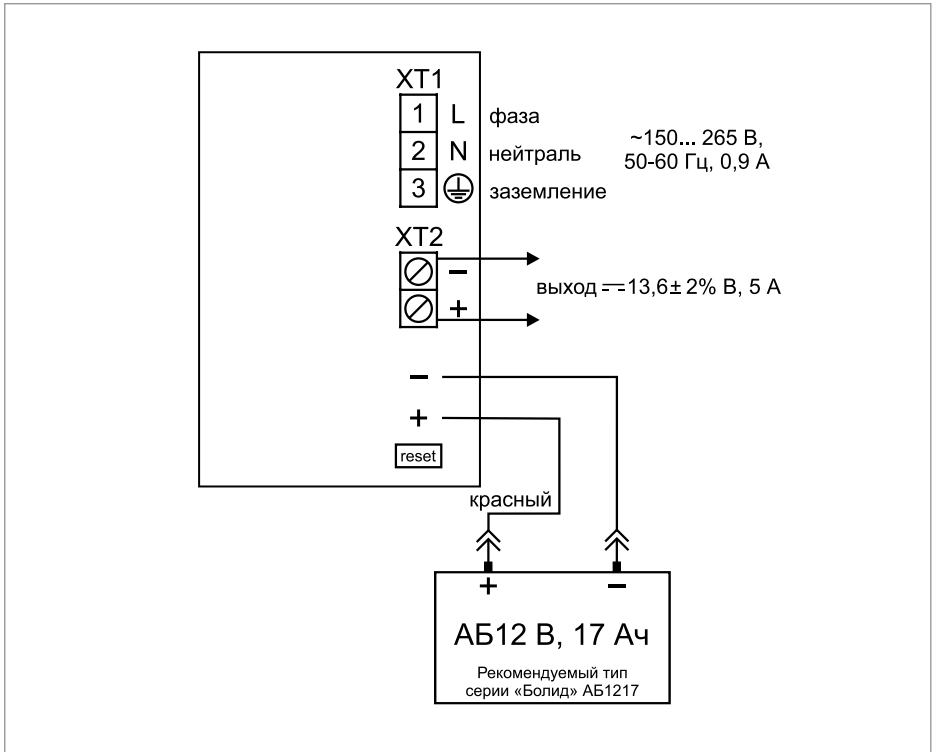 XT1
1 L фаза
2 N нейтраль
3 заземление
~150... 265 В,
50-60 Гц, 0,9 А
XT2
−
+
выход 13,6± 2% В, 5 А
−
+
reset
красный
+ −
АБ12 В, 17 Ач
Рекомендуемый тип
серии «Болид» АБ1217